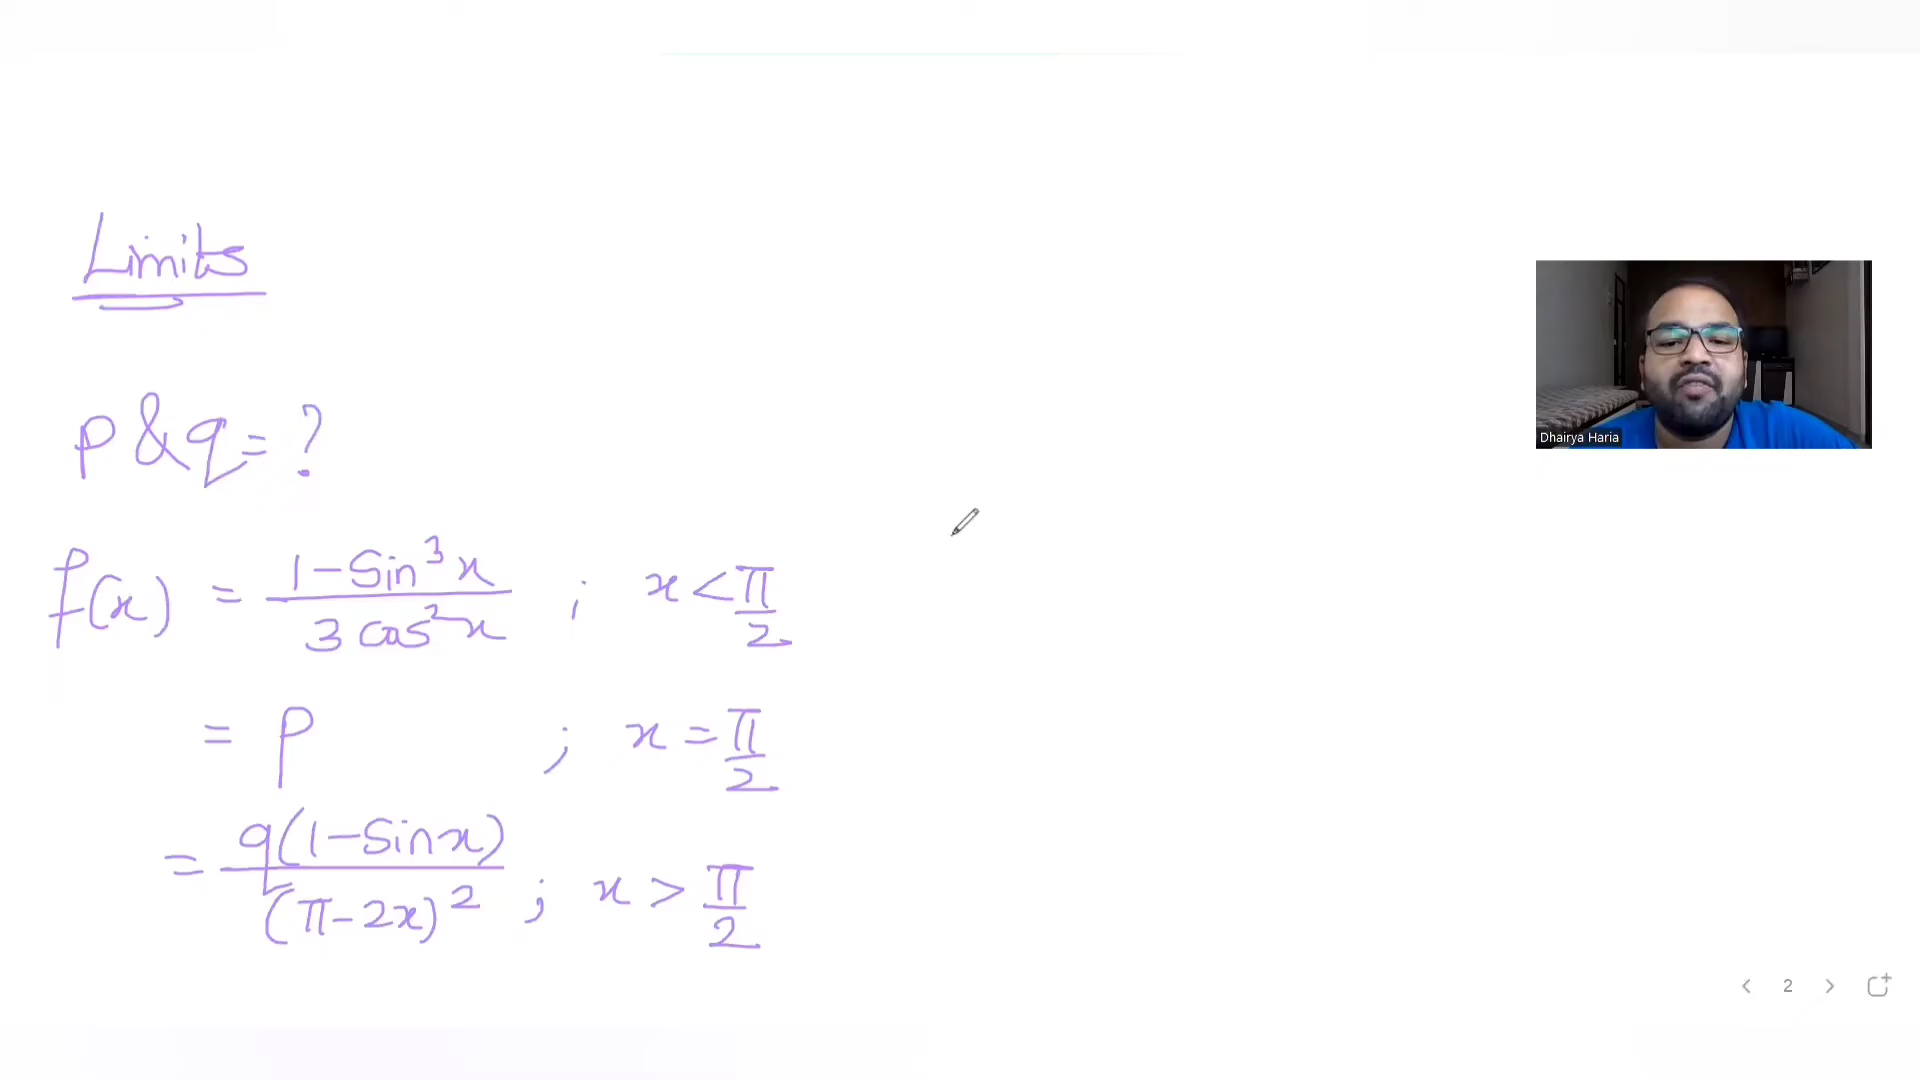 Limits
P & q = ?
f(x) = 1 - Sin³x / 3 cos²x ; x < π/2
= P ; x = π/2
= q(1 - Sin x) / (π - 2x)² ; x > π/2
Dhairya Haria
2